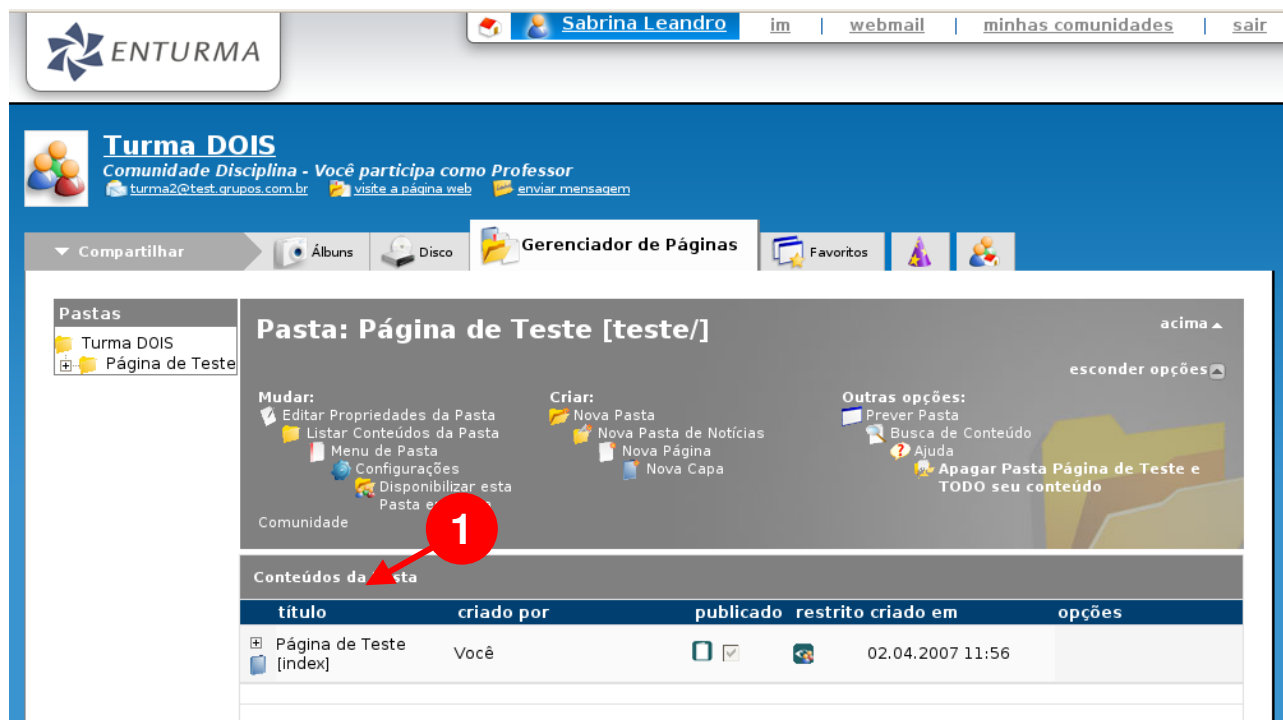 ENTURMA
Sabrina Leandro im | webmail | minhas comunidades | sair
Turma DOIS
Comunidade Disciplina - Você participa como Professor
turma2@test.grupos.com.br visite a página web enviar mensagem
Compartilhar Álbuns Disco Gerenciador de Páginas Favoritos
Pastas
Turma DOIS
Página de Teste
Pasta: Página de Teste [teste/]
acima
esconder opções
Mudar:
Editar Propriedades da Pasta
Listar Conteúdos da Pasta
Menu de Pasta
Configurações
Disponibilizar esta
Pasta
Comunidade
Criar:
Nova Pasta
Nova Pasta de Notícias
Nova Página
Nova Capa
Outras opções:
Prever Pasta
Busca de Conteúdo
Ajuda
Apagar Pasta Página de Teste e
TODO seu conteúdo
1
Conteúdos da Pasta
título criado por publicado restrito criado em opções
Página de Teste
[index]
Você 02.04.2007 11:56